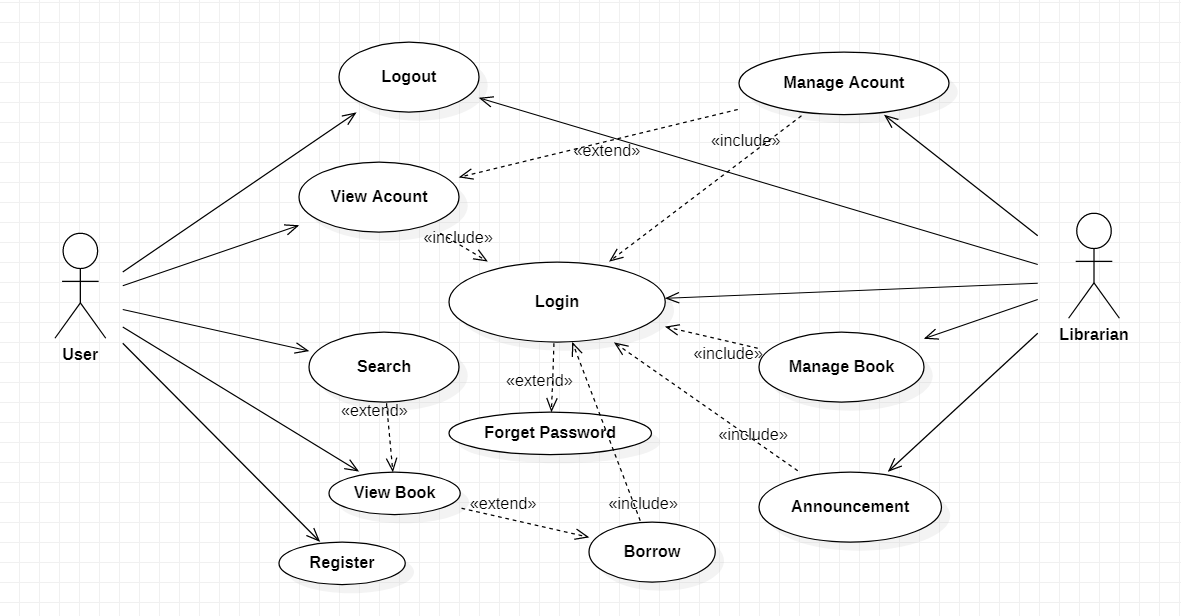 Logout
Manage Acount
«include»
«extend»
View Acount
«include»
Login
User
Librarian
«include»
Search
Manage Book
«extend»
«extend»
Forget Password
«include»
View Book
«extend»
«include»
Announcement
Borrow
Register